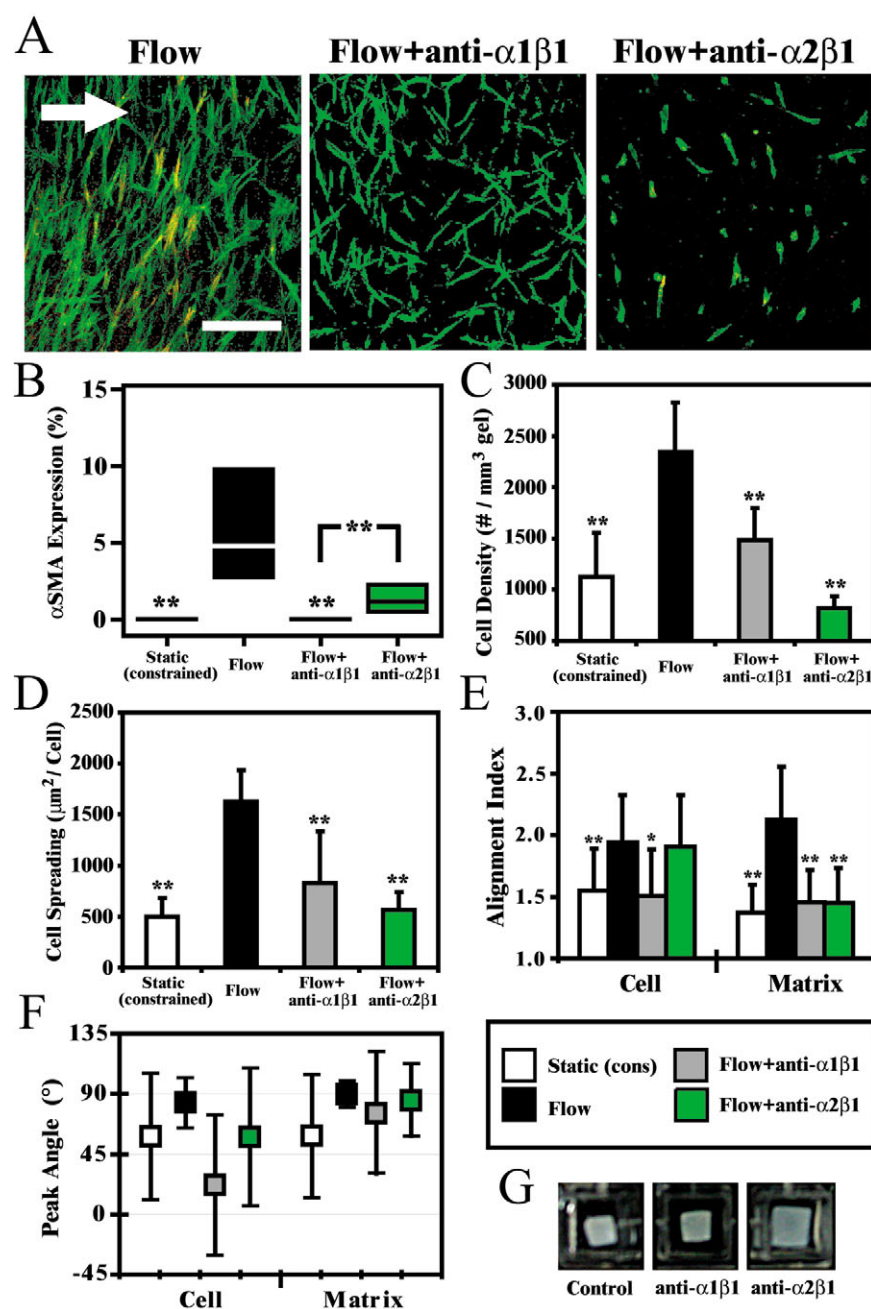 A
Flow
Flow+anti-α1β1
Flow+anti-α2β1
B
αSMA Expression (%)
15
10
5
0
**
**
**
Static
(constrained)
Flow
Flow+
anti-α1β1
Flow+
anti-α2β1
C
Cell Density (# / mm³ gel)
3000
2500
2000
1500
1000
500
**
**
**
Static
(constrained)
Flow
Flow+
anti-α1β1
Flow+
anti-α2β1
D
Cell Spreading (μm²/ Cell)
2500
2000
1500
1000
500
0
**
**
**
Static
(constrained)
Flow
Flow+
anti-α1β1
Flow+
anti-α2β1
E
Alignment Index
3.0
2.5
2.0
1.5
1.0
**
*
**
**
**
Cell
Matrix
F
Peak Angle (°)
135
90
45
0
-45
Cell
Matrix
Static (cons)
Flow+anti-α1β1
Flow
Flow+anti-α2β1
G
Control
anti-α1β1
anti-α2β1